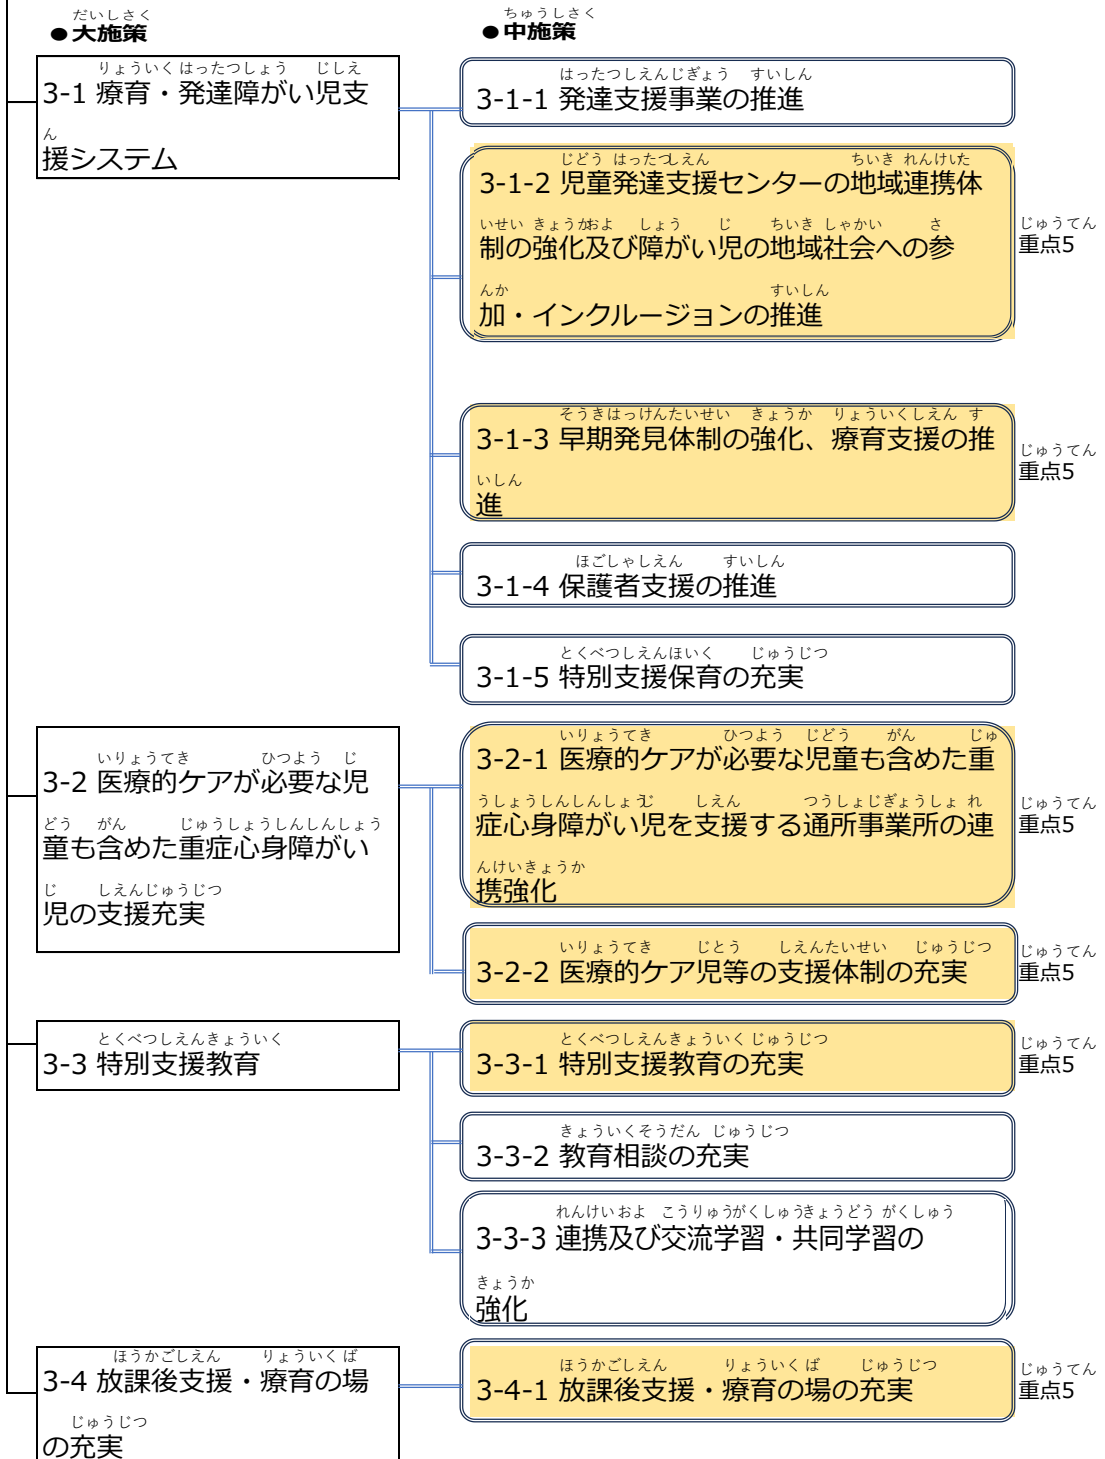 だいしさく
●大施策
ちゅうしさく
●中施策
りょういく はったつしょう じしえ
3-1 療育・発達障がい児支
ん
援システム
はったつしえんじぎょう すいしん
3-1-1 発達支援事業の推進
じどう はったつしえん ちいき れんけいた
3-1-2 児童発達支援センターの地域連携体
いせい きょうか およ しょう じ ちいき しゃかい さ
制の強化及び障がい児の地域社会への参
んか すいしん
加・インクルージョンの推進
じゅうてん
重点5
そうきはっけんたいせい きょうか りょういくしえん す
3-1-3 早期発見体制の強化、療育支援の推
いしん
進
じゅうてん
重点5
ほごしゃしえん すいしん
3-1-4 保護者支援の推進
とくべつしえんほいく じゅうじつ
3-1-5 特別支援保育の充実
いりょうてき ひつよう じ
3-2 医療的ケアが必要な児
どう がん じゅうしょうしんしんしょう
童も含めた重症心身障がい
じ しえんじゅうじつ
児の支援充実
いりょうてき ひつよう じどう がん じゅ
3-2-1 医療的ケアが必要な児童も含めた重
うしょうしんしんしょう じ しえん つうしょじぎょうしょ れ
症心身障がい児を支援する通所事業所の連
んけいきょうか
携強化
じゅうてん
重点5
いりょうてき じとう しえんたいせい じゅうじつ
3-2-2 医療的ケア児等の支援体制の充実
じゅうてん
重点5
とくべつしえんきょういく
3-3 特別支援教育
とくべつしえんきょういく じゅうじつ
3-3-1 特別支援教育の充実
じゅうてん
重点5
きょういくそうだん じゅうじつ
3-3-2 教育相談の充実
れんけい およ こうりゅうがくしゅう きょうどう がくしゅう
3-3-3 連携及び交流学習・共同学習の
きょうか
強化
ほうかごしえん りょういく ば
3-4 放課後支援・療育の場
じゅうじつ
の充実
ほうかごしえん りょういく ば じゅうじつ
3-4-1 放課後支援・療育の場の充実
じゅうてん
重点5